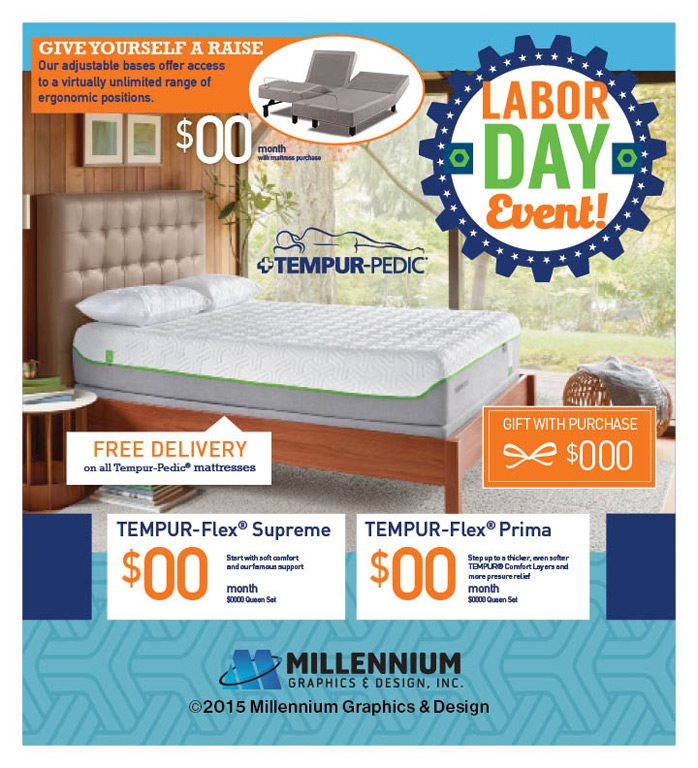 GIVE YOURSELF A RAISE
Our adjustable bases offer access
to a virtually unlimited range of
ergonomic positions.
$00
month
with mattress purchase
LABOR
DAY
Event!
TEMPUR-PEDIC®
FREE DELIVERY
on all Tempur-Pedic® mattresses
GIFT WITH PURCHASE
$000
TEMPUR-Flex® Supreme
$00
Start with soft comfort
and our famous support
month
$0000 Queen Set
TEMPUR-Flex® Prima
$00
Step up to a thicker, even softer
TEMPUR® Comfort Layers and
more presure relief
month
$0000 Queen Set
MILLENNIUM
GRAPHICS & DESIGN, INC.
©2015 Millennium Graphics & Design